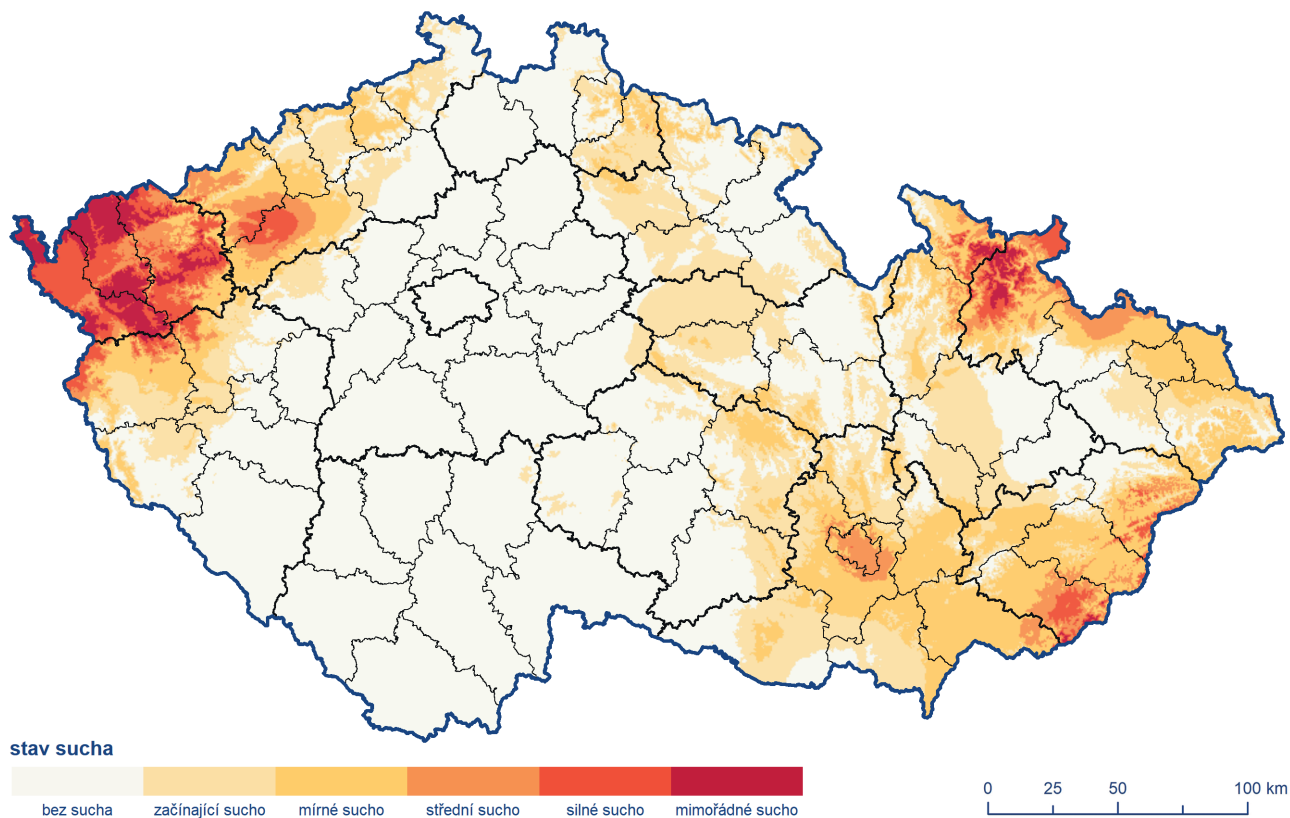 stav sucha
bez sucha začínající sucho mírné sucho střední sucho silné sucho mimořádné sucho
0 25 50 100 km